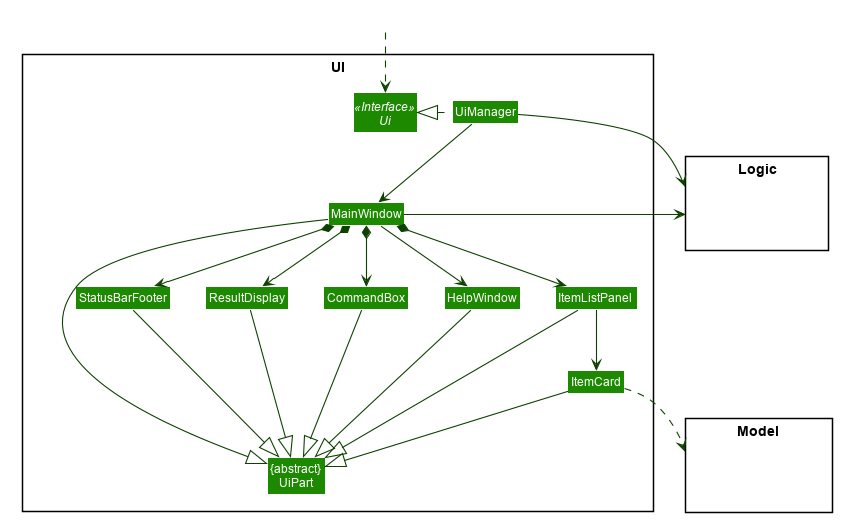 UI
«Interface»
Ui
UiManager
Logic
MainWindow
StatusBarFooter
ResultDisplay
CommandBox
HelpWindow
ItemListPanel
ItemCard
Model
{abstract}
UiPart